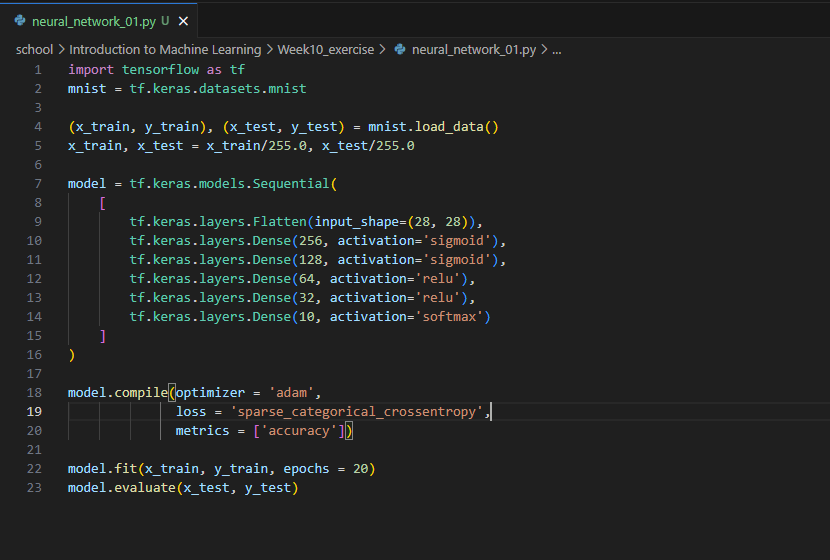 neural_network_01.py U ×
school > Introduction to Machine Learning > Week10_exercise > neural_network_01.py > ...
1 import tensorflow as tf
2 mnist = tf.keras.datasets.mnist
3
4 (x_train, y_train), (x_test, y_test) = mnist.load_data()
5 x_train, x_test = x_train/255.0, x_test/255.0
6
7 model = tf.keras.models.Sequential(
8     [
9         tf.keras.layers.Flatten(input_shape=(28, 28)),
10         tf.keras.layers.Dense(256, activation='sigmoid'),
11         tf.keras.layers.Dense(128, activation='sigmoid'),
12         tf.keras.layers.Dense(64, activation='relu'),
13         tf.keras.layers.Dense(32, activation='relu'),
14         tf.keras.layers.Dense(10, activation='softmax')
15     ]
16 )
17
18 model.compile(optimizer = 'adam',
19               loss = 'sparse_categorical_crossentropy',
20               metrics = ['accuracy'])
21
22 model.fit(x_train, y_train, epochs = 20)
23 model.evaluate(x_test, y_test)